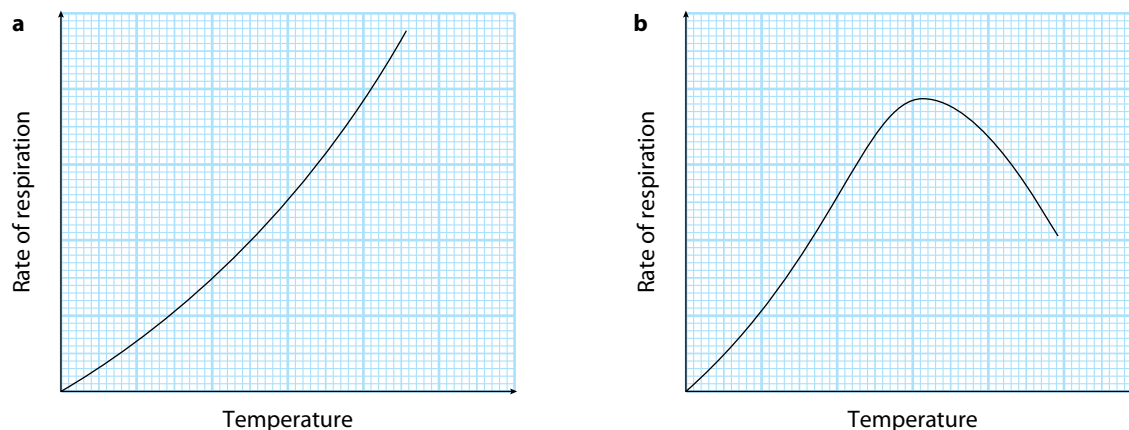 a
Rate of respiration
Temperature
b
Rate of respiration
Temperature